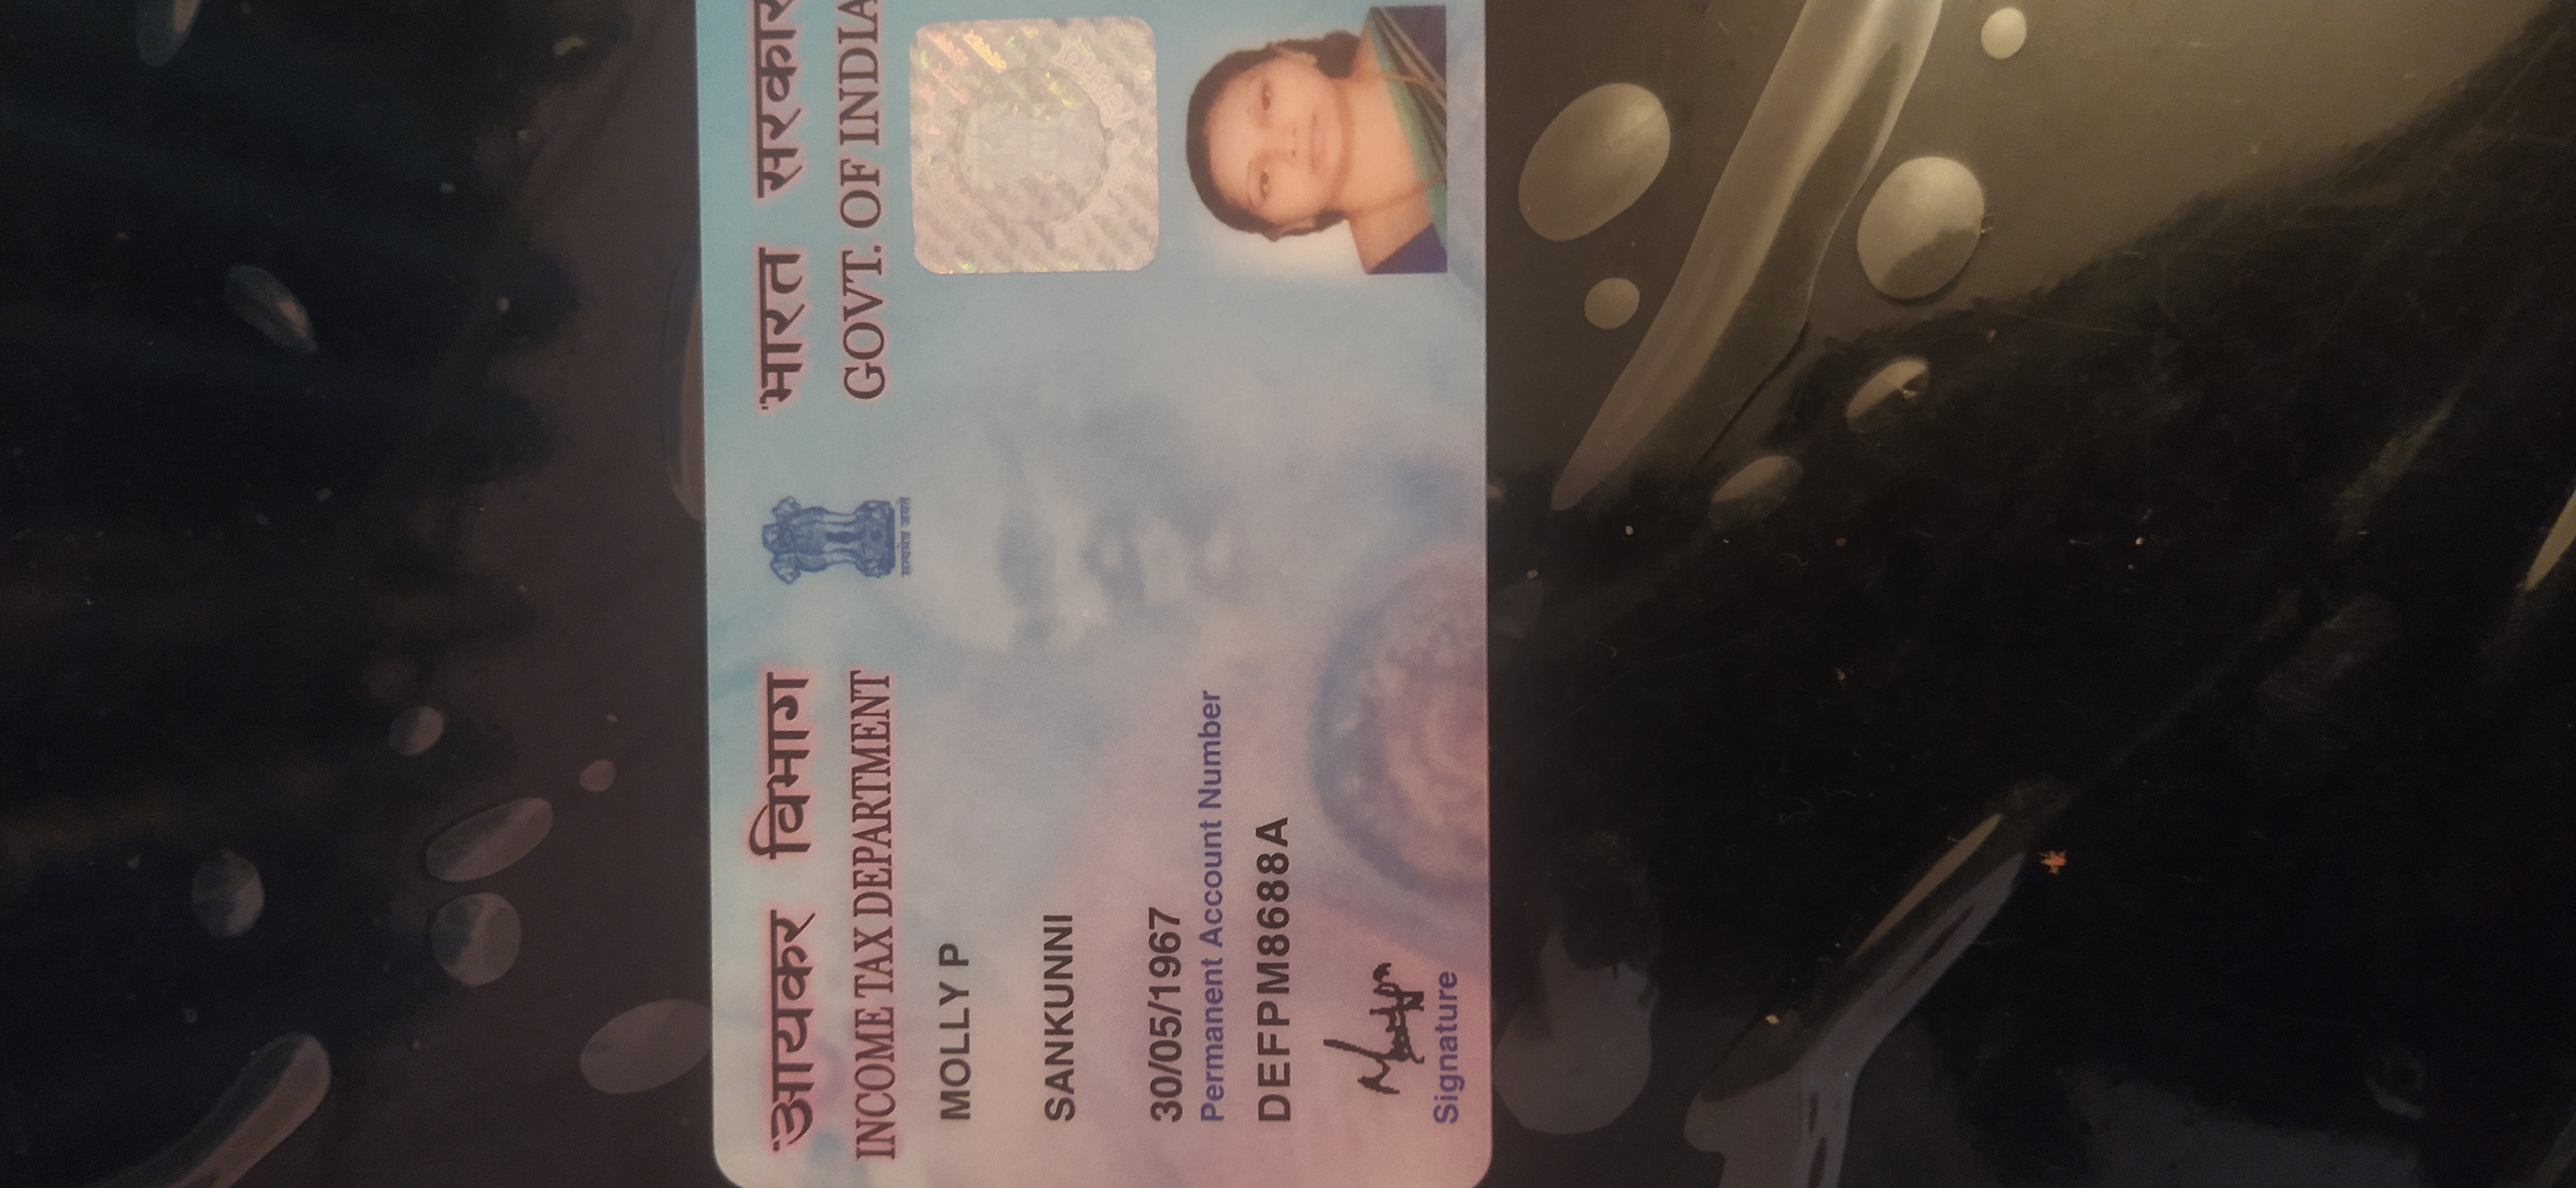 आयकर विभाग
INCOME TAX DEPARTMENT
सत्यमेव जयते
भारत सरकार
GOVT. OF INDIA
MOLLY P
SANKUNNI
30/05/1967
Permanent Account Number
DEFPM8688A
Signature